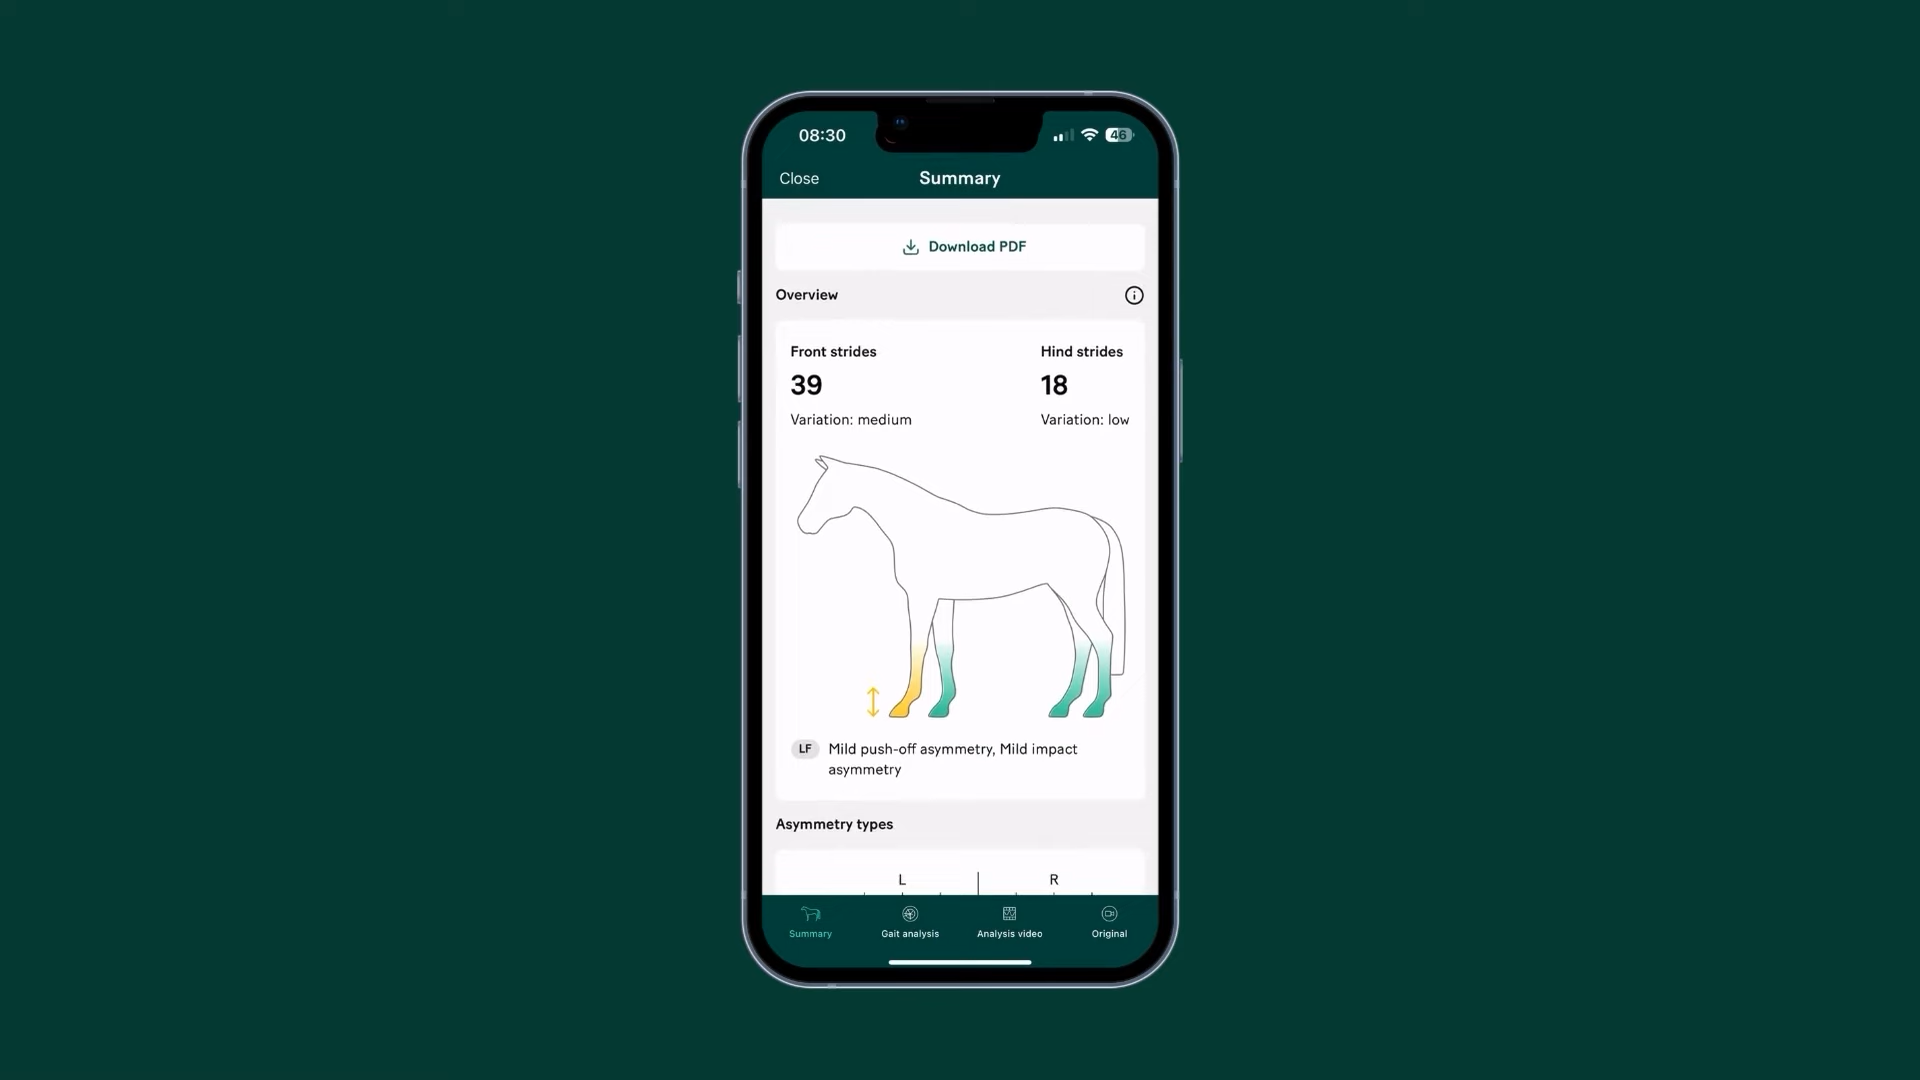 08:30
46
Close
Summary
Download PDF
Overview
Front strides
Hind strides
39
18
Variation: medium
Variation: low
LF
Mild push-off asymmetry, Mild impact
asymmetry
Asymmetry types
L
R
Summary
Gait analysis
Analysis video
Original